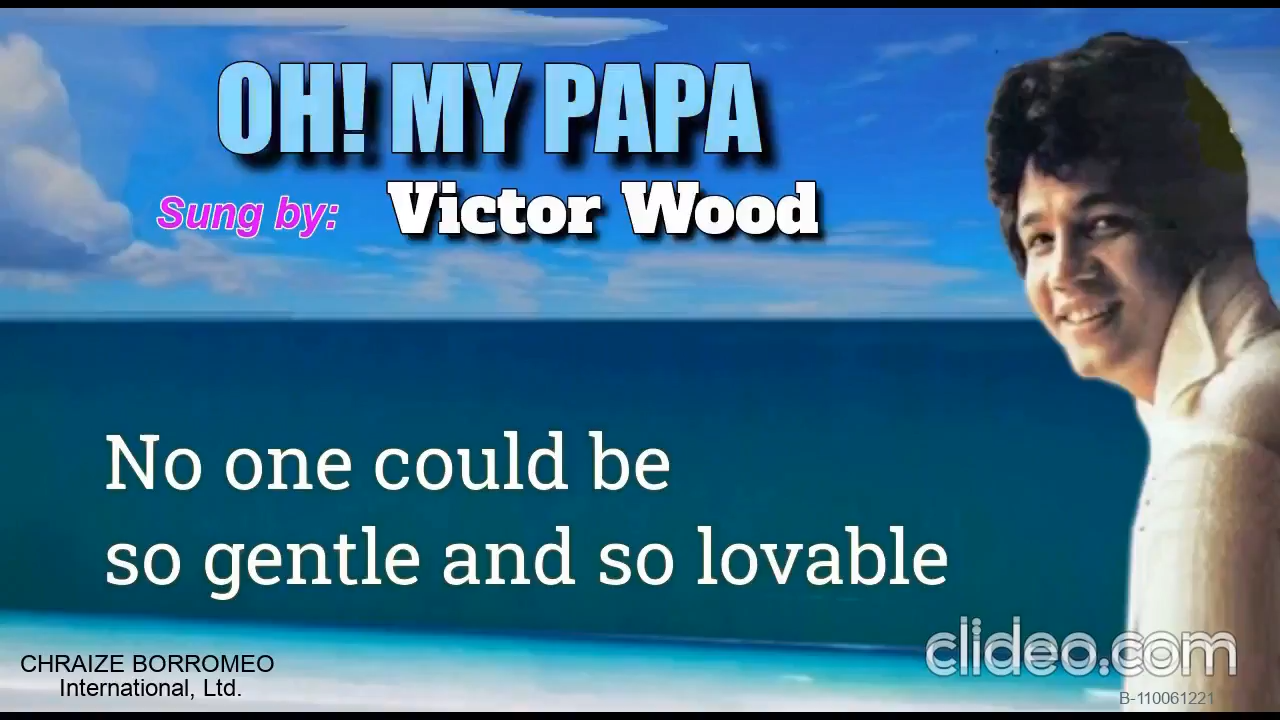 OH! MY PAPA
Sung by: Victor Wood
No one could be
so gentle and so lovable
clideo.com
CHRAIZE BORROMEO
International, Ltd.
B-110061221